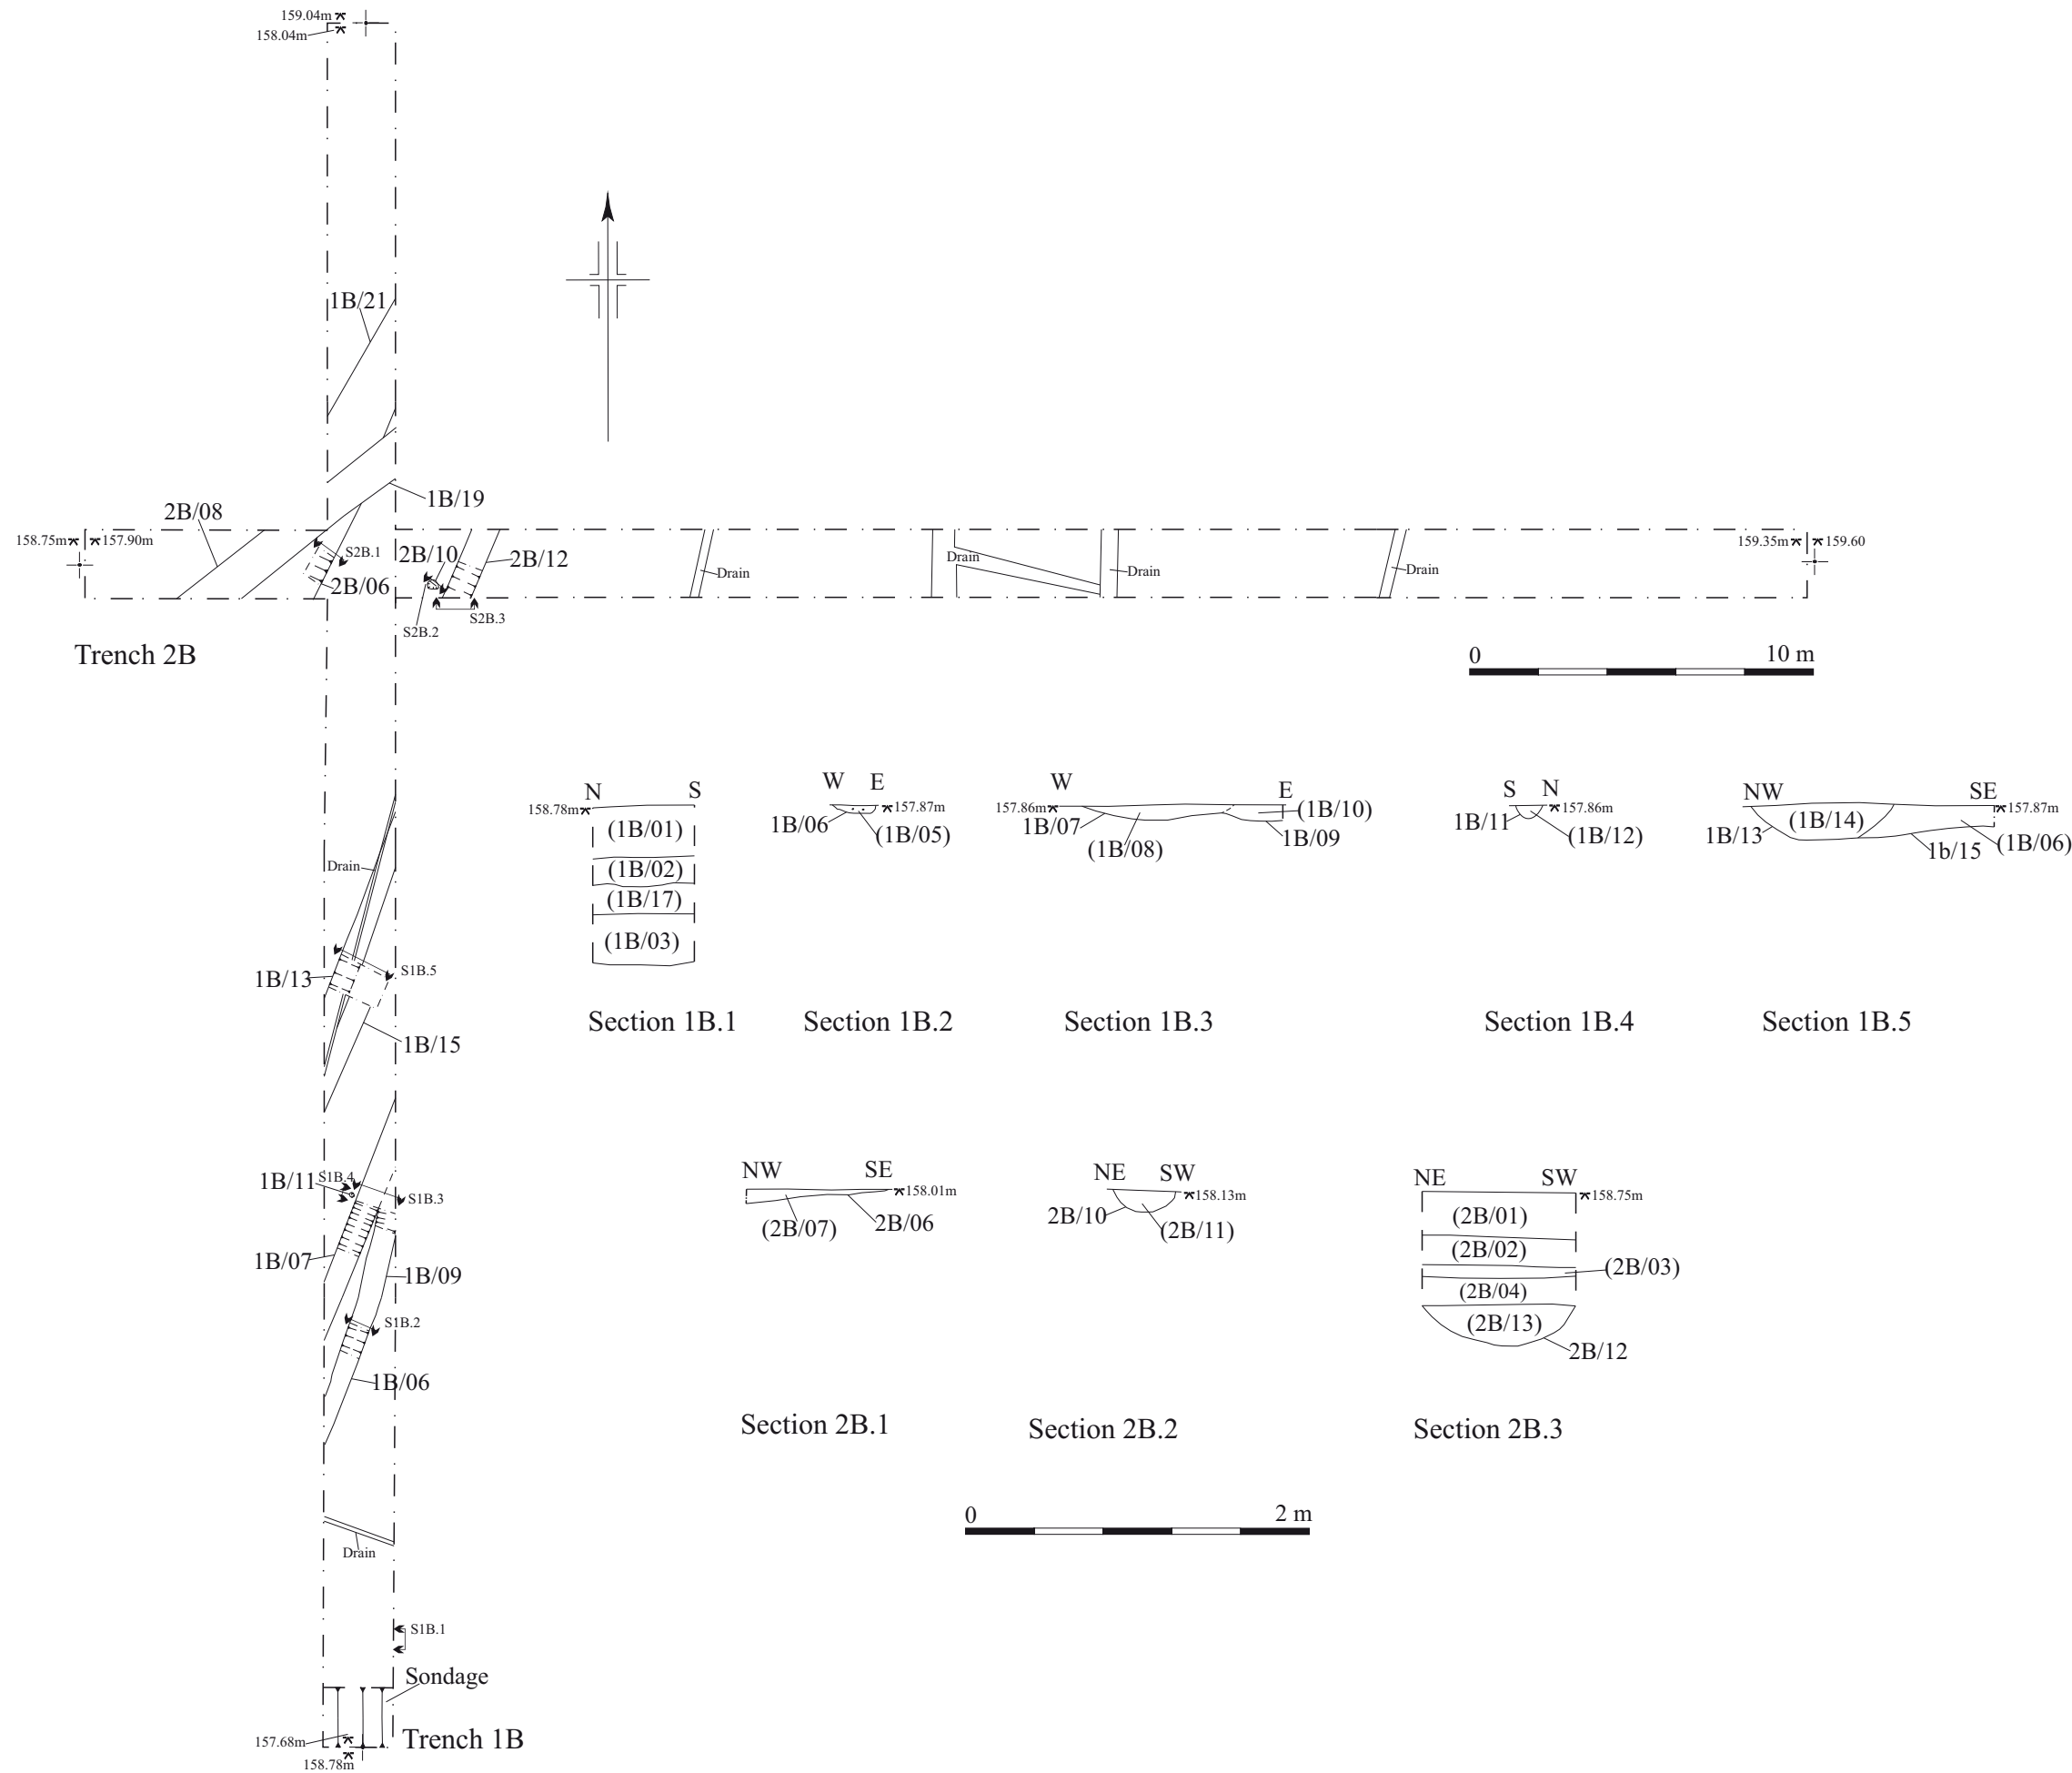 159.04m
158.04m
1B/21
1B/19
2B/08
158.75m
157.90m
S2B.1
2B/06
2B/10
2B/12
S2B.2
S2B.3
Drain
Drain
Drain
Drain
159.35m
159.60
Trench 2B
0 10 m
N S
158.78m
(1B/01)
(1B/02)
(1B/17)
(1B/03)
Section 1B.1
W E
157.87m
1B/06
(1B/05)
Section 1B.2
W E
157.86m
1B/07
(1B/08)
(1B/10)
1B/09
Section 1B.3
S N
157.86m
1B/11
(1B/12)
Section 1B.4
NW SE
157.87m
1B/13
(1B/14)
1b/15
(1B/06)
Section 1B.5
Drain
S1B.5
1B/13
1B/15
1B/11
S1B.4
S1B.3
1B/07
1B/09
S1B.2
1B/06
Drain
S1B.1
Sondage
157.68m
158.78m
Trench 1B
NW SE
158.01m
(2B/07)
2B/06
Section 2B.1
NE SW
158.13m
2B/10
(2B/11)
Section 2B.2
NE SW
158.75m
(2B/01)
(2B/02)
(2B/03)
(2B/04)
(2B/13)
2B/12
Section 2B.3
0 2 m